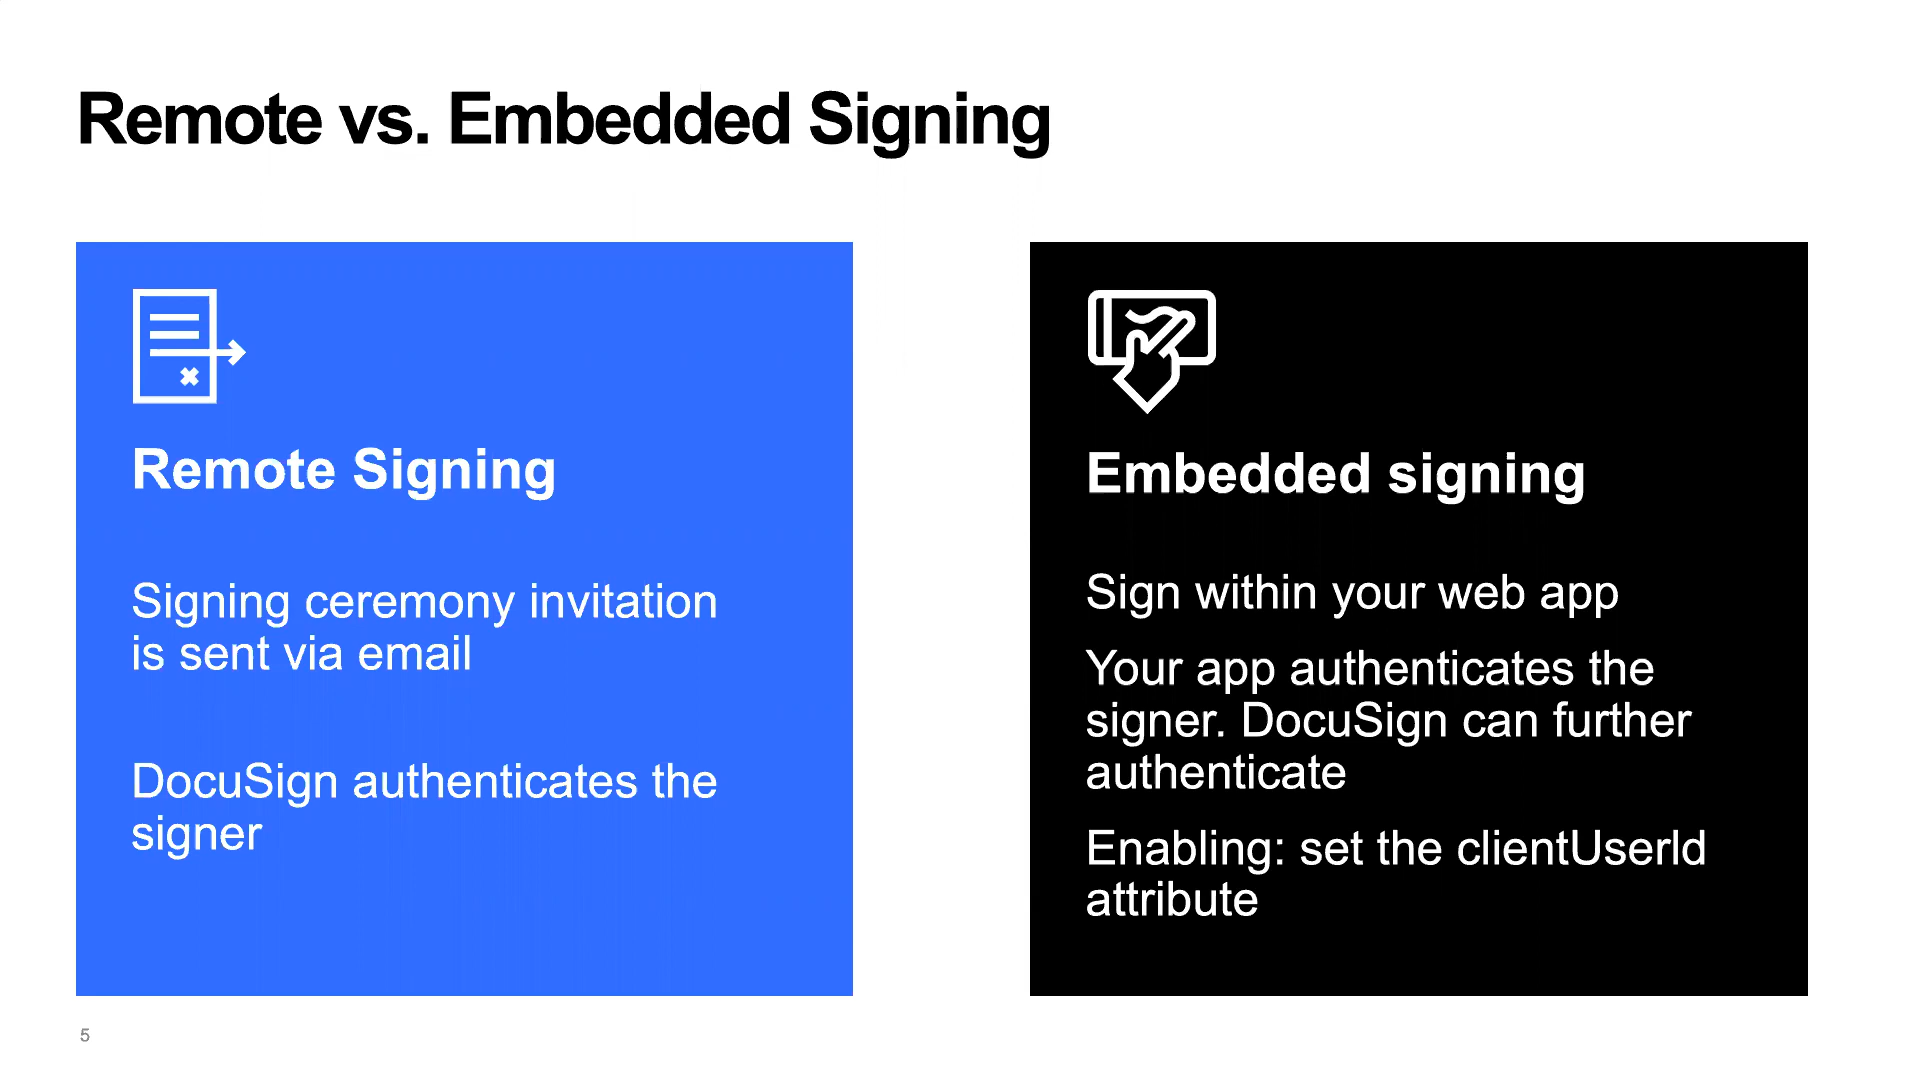 Remote vs. Embedded Signing
Remote Signing
Signing ceremony invitation
is sent via email
DocuSign authenticates the
signer
Embedded signing
Sign within your web app
Your app authenticates the
signer. DocuSign can further
authenticate
Enabling: set the clientUserId
attribute
5